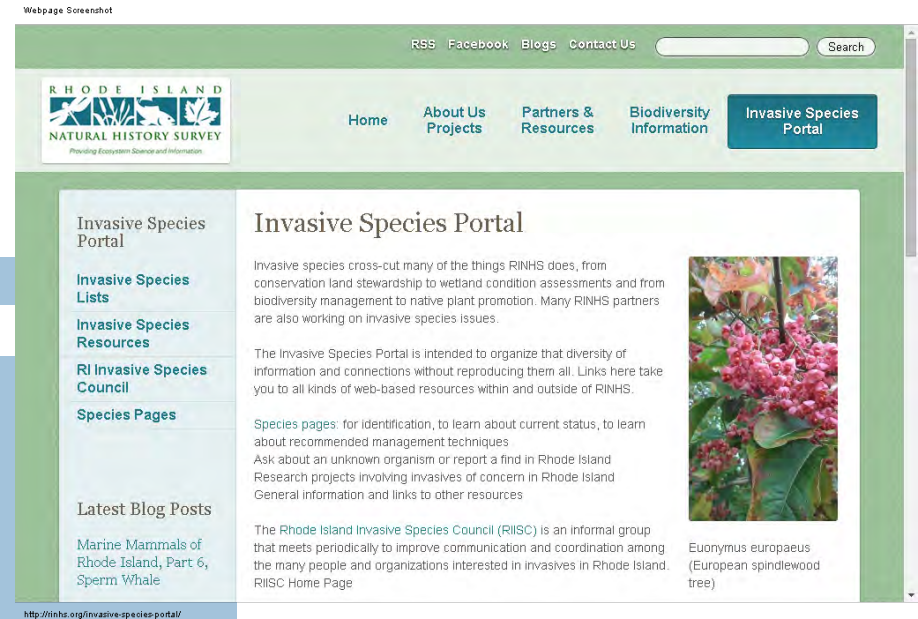 Webpage Screenshot
RSS Facebook Blogs Contact Us Search
RHODE ISLAND
NATURAL HISTORY SURVEY
Providing Ecosystem Science and Information.
Home
About Us
Projects
Partners &
Resources
Biodiversity
Information
Invasive Species
Portal
Invasive Species
Portal
Invasive Species
Lists
Invasive Species
Resources
RI Invasive Species
Council
Species Pages
Latest Blog Posts
Marine Mammals of
Rhode Island, Part 6,
Sperm Whale
Invasive Species Portal
Invasive species cross-cut many of the things RINHS does, from
conservation land stewardship to wetland condition assessments and from
biodiversity management to native plant promotion. Many RINHS partners
are also working on invasive species issues.
The Invasive Species Portal is intended to organize that diversity of
information and connections without reproducing them all. Links here take
you to all kinds of web-based resources within and outside of RINHS.
Species pages: for identification, to learn about current status, to learn
about recommended management techniques
Ask about an unknown organism or report a find in Rhode Island
Research projects involving invasives of concern in Rhode Island
General information and links to other resources
The Rhode Island Invasive Species Council (RIISC) is an informal group
that meets periodically to improve communication and coordination among
the many people and organizations interested in invasives in Rhode Island.
RIISC Home Page
Euonymus europaeus
(European spindlewood
tree)
http://rinhs.org/invasive-species-portal/